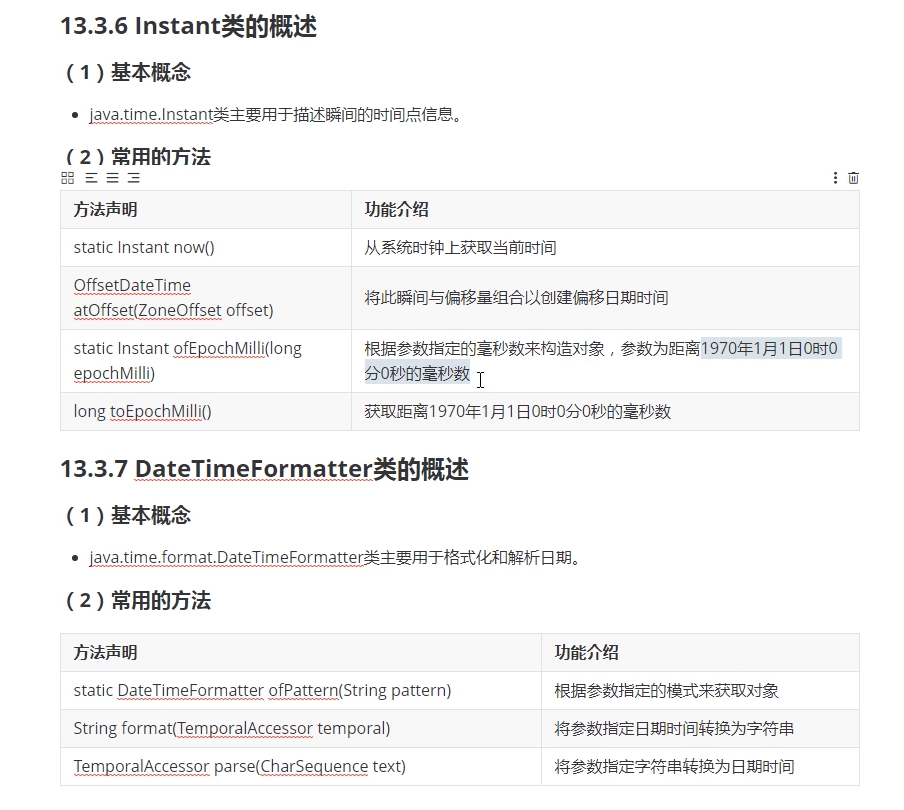 13.3.6 Instant类的概述
（1）基本概念
java.time.Instant类主要用于描述瞬间的时间点信息。
（2）常用的方法
方法声明 功能介绍
static Instant now() 从系统时钟上获取当前时间
OffsetDateTime
atOffset(ZoneOffset offset) 将此瞬间与偏移量组合以创建偏移日期时间
static Instant ofEpochMilli(long 根据参数指定的毫秒数来构造对象，参数为距离1970年1月1日0时0
epochMilli) 分0秒的毫秒数
long toEpochMilli() 获取距离1970年1月1日0时0分0秒的毫秒数
13.3.7 DateTimeFormatter类的概述
（1）基本概念
java.time.format.DateTimeFormatter类主要用于格式化和解析日期。
（2）常用的方法
方法声明 功能介绍
static DateTimeFormatter ofPattern(String pattern) 根据参数指定的模式来获取对象
String format(TemporalAccessor temporal) 将参数指定日期时间转换为字符串
TemporalAccessor parse(CharSequence text) 将参数指定字符串转换为日期时间